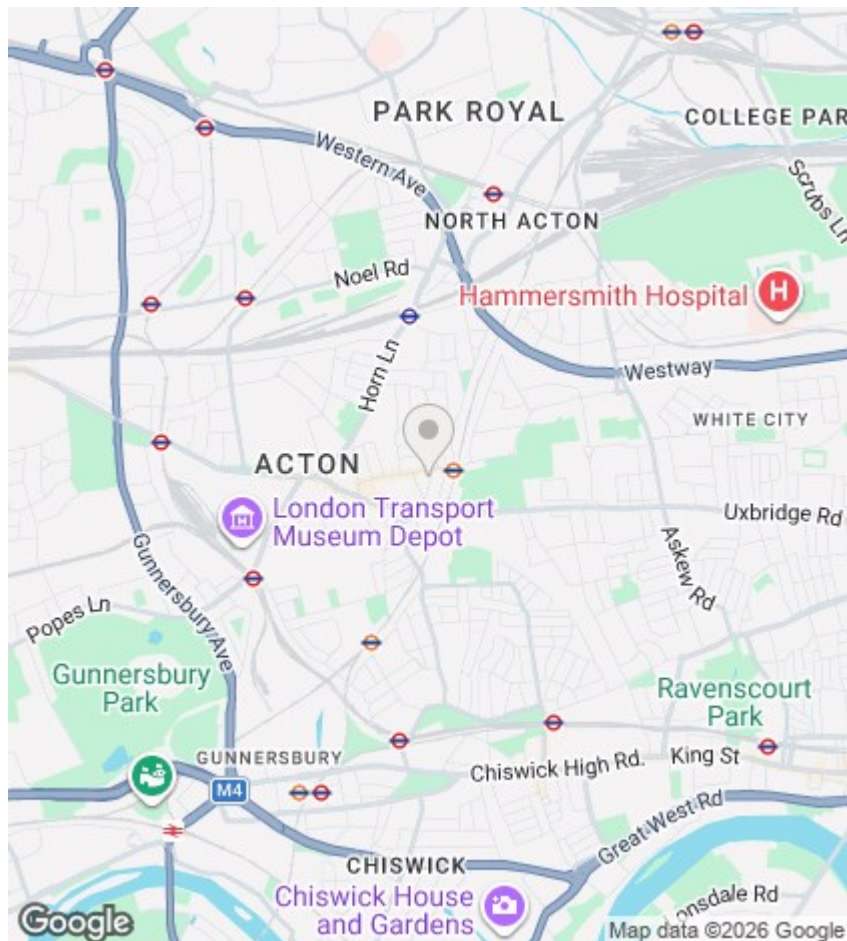 PARK ROYAL
COLLEGE PAR
Western Ave
Scrubs Ln
NORTH ACTON
Noel Rd
Hammersmith Hospital
H
Horn Ln
Westway
WHITE CITY
ACTON
London Transport
Museum Depot
Uxbridge Rd
Gunnersbury Ave
Askew Rd
Popes Ln
Gunnersbury
Park
Ravenscourt
Park
GUNNERSBURY
King St
Chiswick High Rd.
M4
Great West Rd
CHISWICK
Chiswick House
and Gardens
onsdale Rd
Google
Map data ©2026 Google